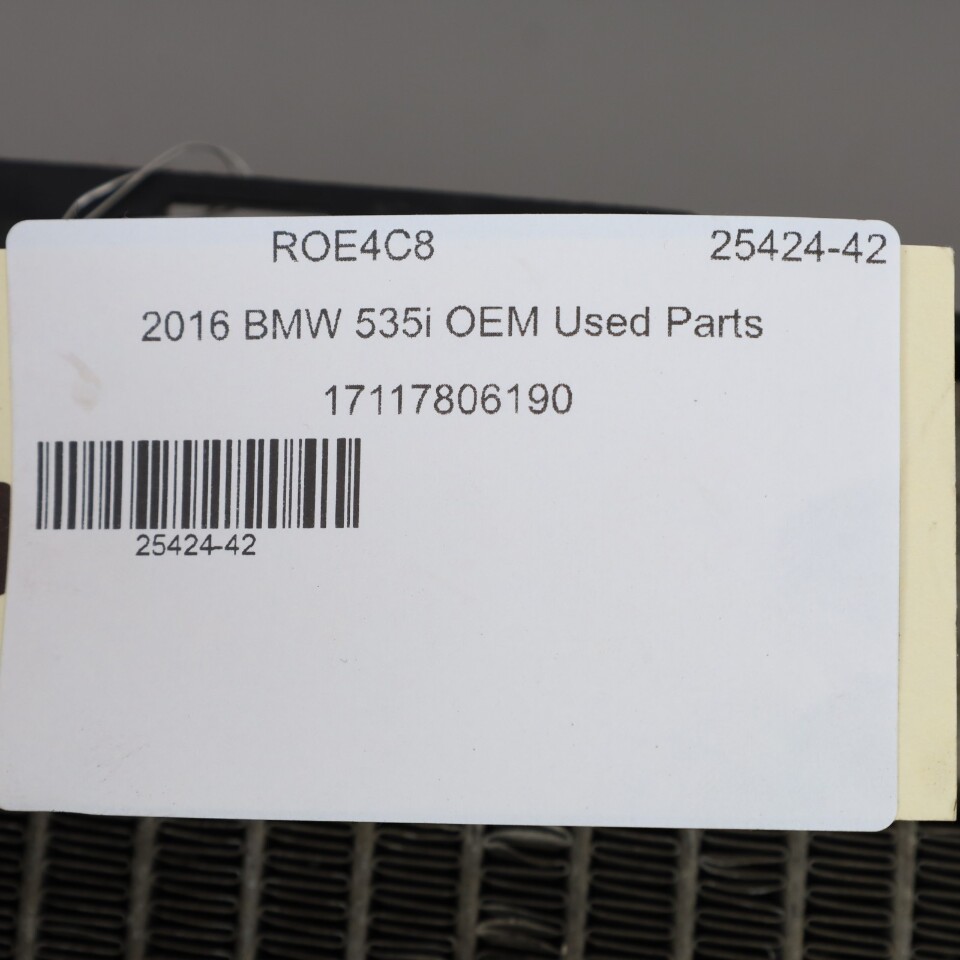 ROE4C8 25424-42
2016 BMW 535i OEM Used Parts
17117806190
25424-42